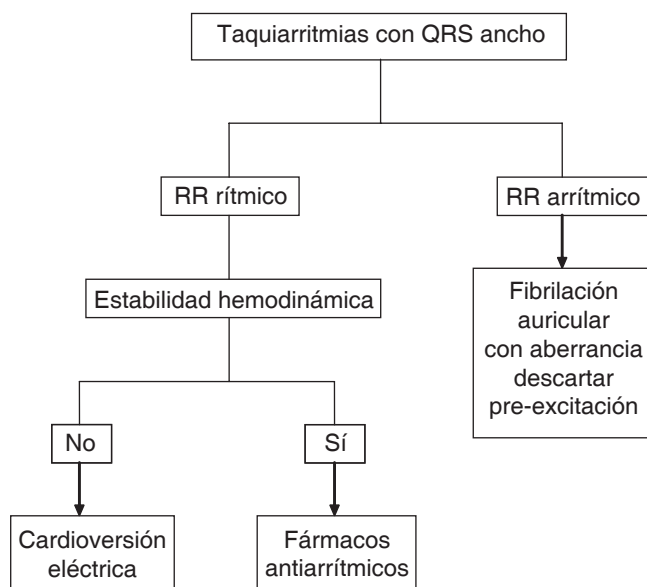 Taquiarritmias con QRS ancho
RR rítmico
RR arrítmico
Estabilidad hemodinámica
Fibrilación
auricular
con aberrancia
descartar
pre-excitación
No
Sí
Cardioversión
eléctrica
Fármacos
antiarrítmicos